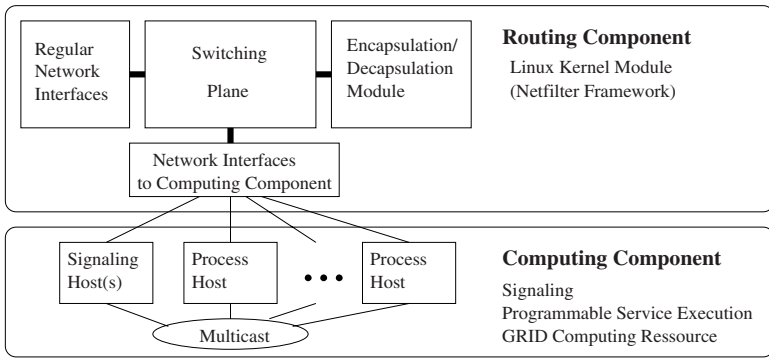 Regular
Network
Interfaces
Switching
Plane
Encapsulation/
Decapsulation
Module
Routing Component
Linux Kernel Module
(Netfilter Framework)
Network Interfaces
to Computing Component
Signaling
Host(s)
Process
Host
Process
Host
Multicast
Computing Component
Signaling
Programmable Service Execution
GRID Computing Ressource